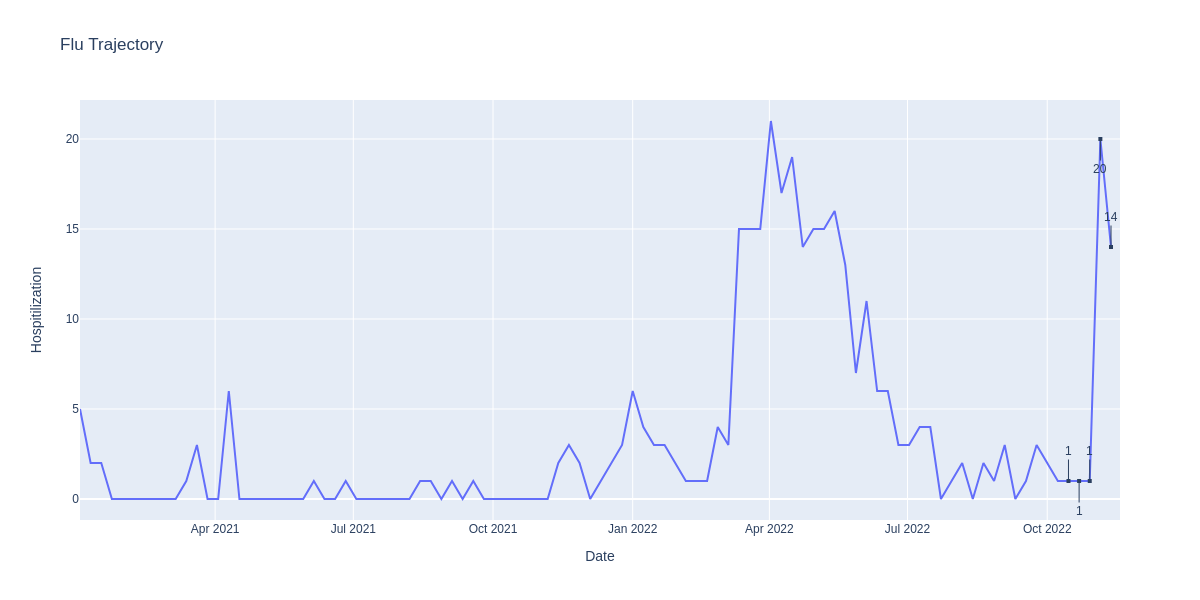 Flu Trajectory
20
15
10
5
0
Hospitilization
20
14
1
1
1
Apr 2021
Jul 2021
Oct 2021
Jan 2022
Apr 2022
Jul 2022
Oct 2022
Date